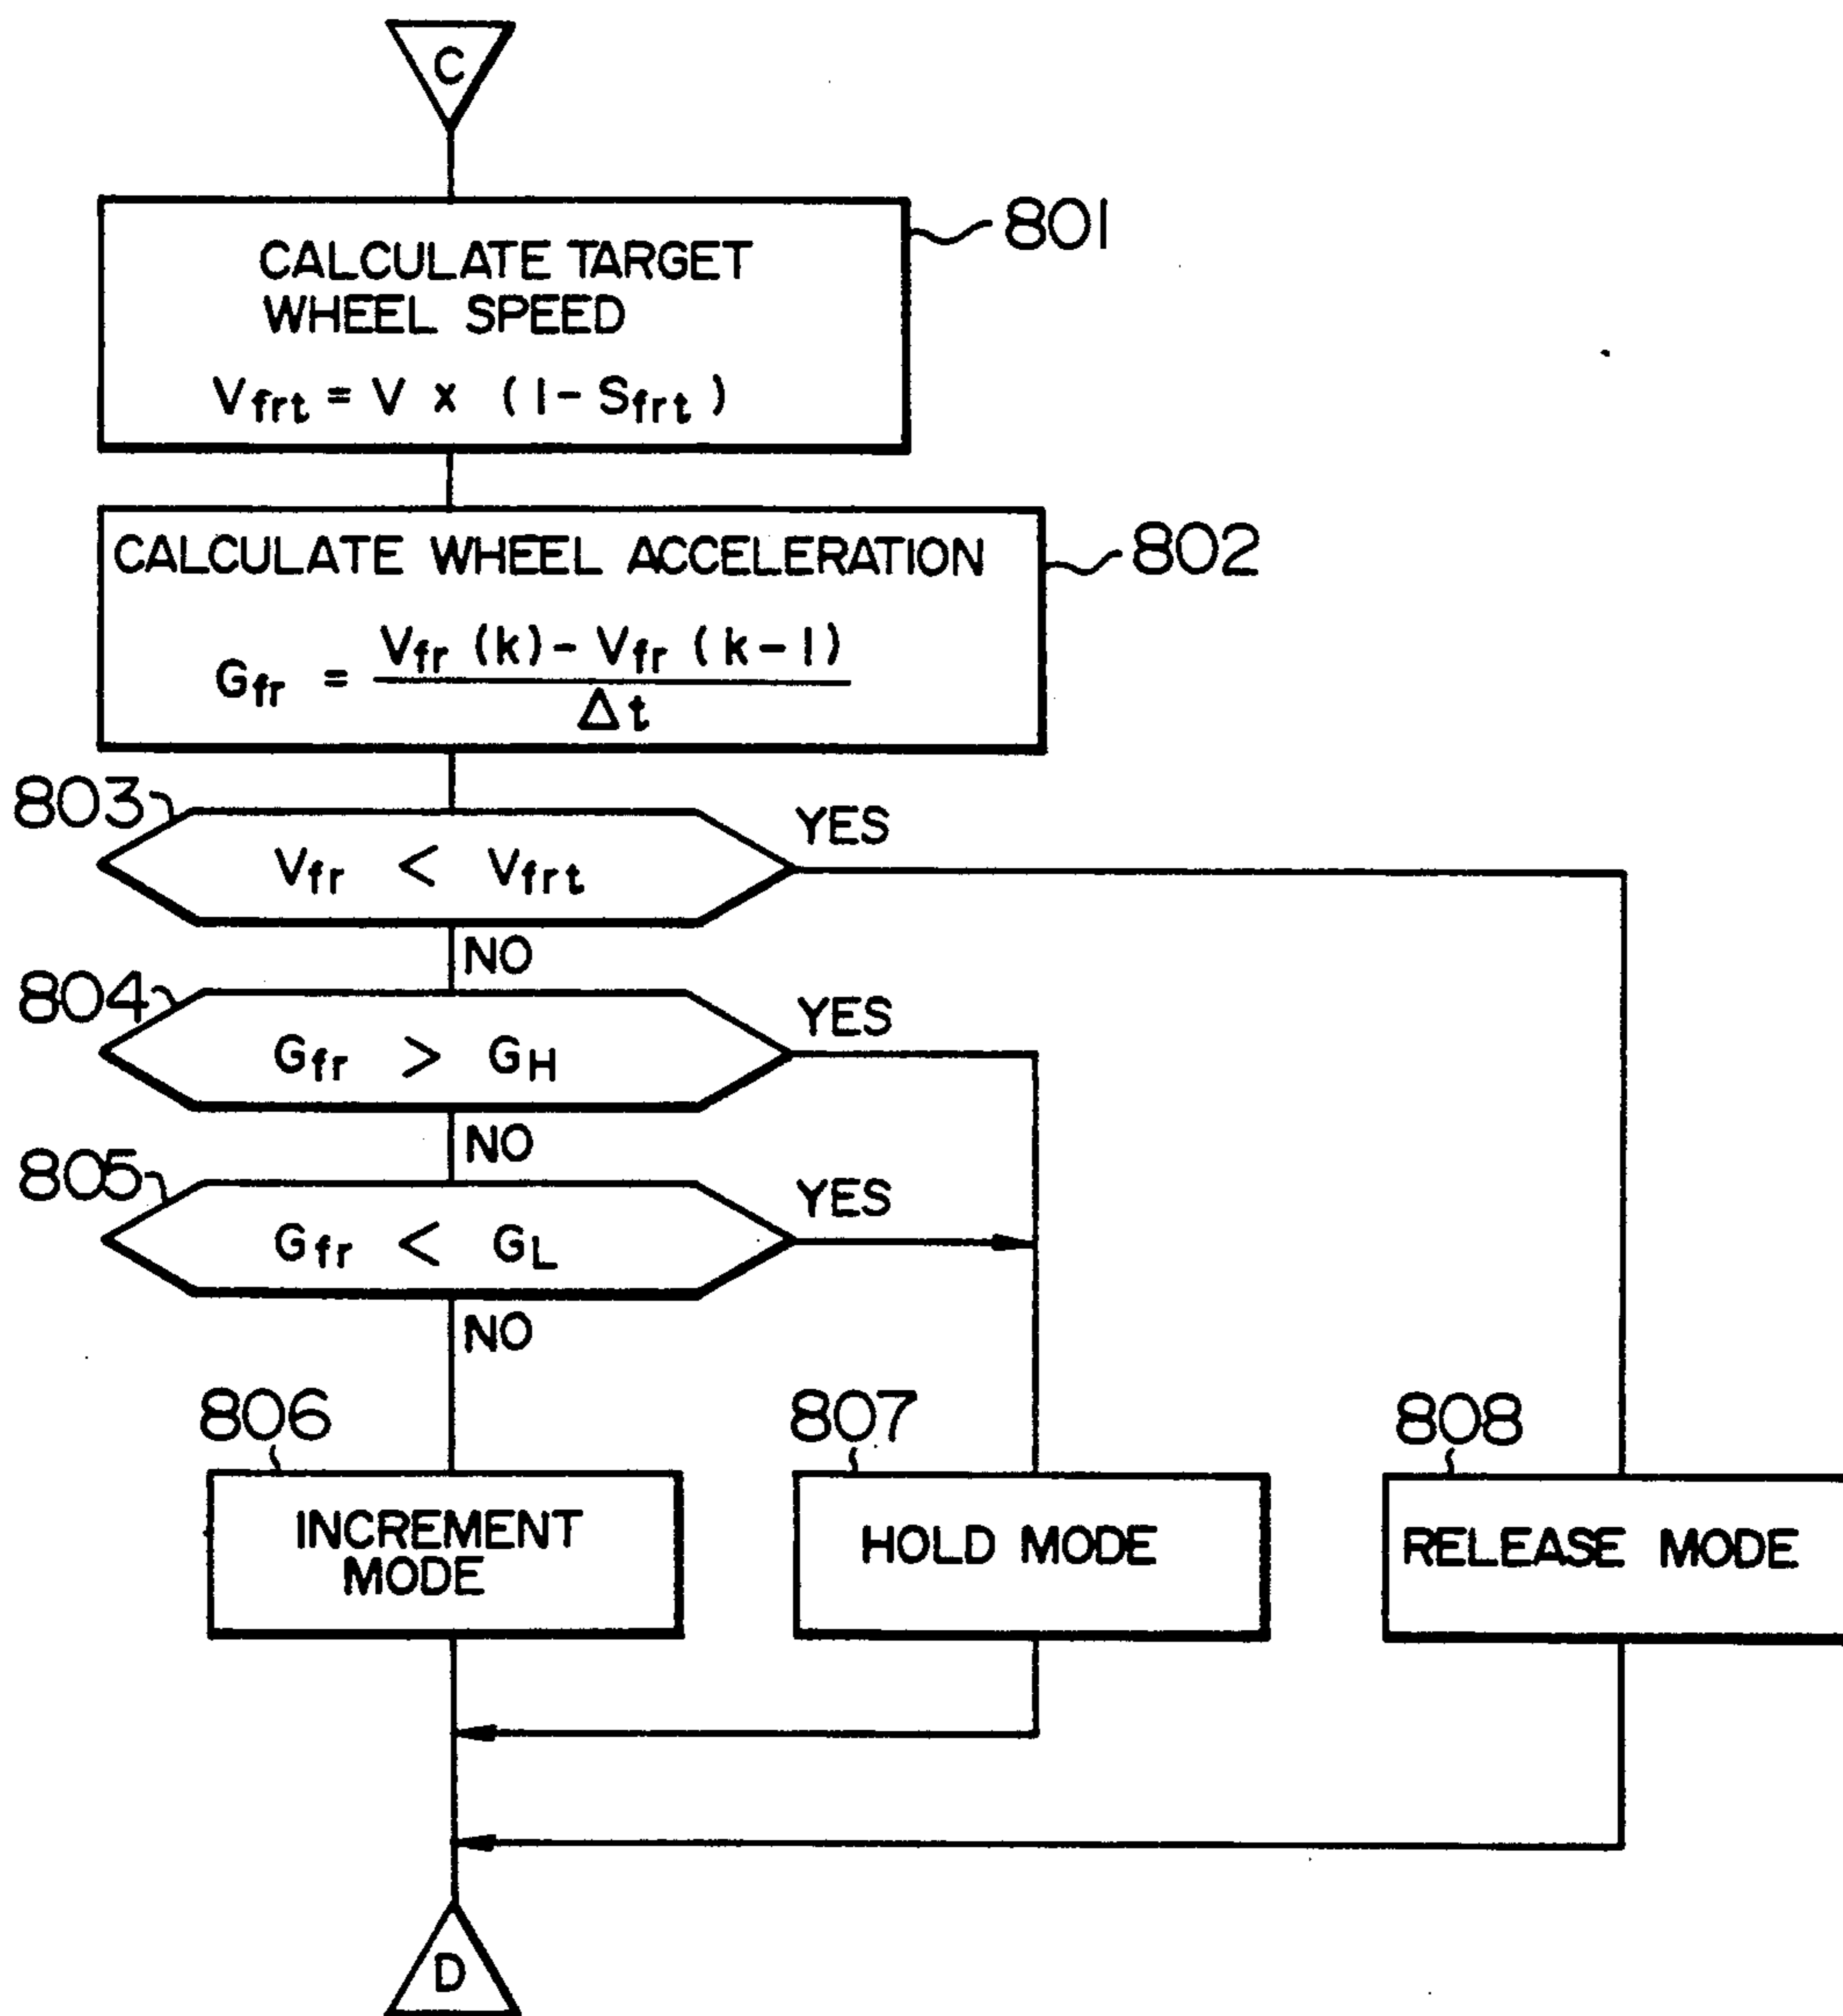 C
801
CALCULATE TARGET
WHEEL SPEED
Vfrt = V x (1 - Sfrt)
802
CALCULATE WHEEL ACCELERATION
Gfr = Vfr (k) - Vfr (k - 1)
Δt
803
YES
Vfr < Vfrt
NO
804
YES
Gfr > GH
NO
805
YES
Gfr < GL
NO
806
807
808
INCREMENT
MODE
HOLD MODE
RELEASE MODE
D